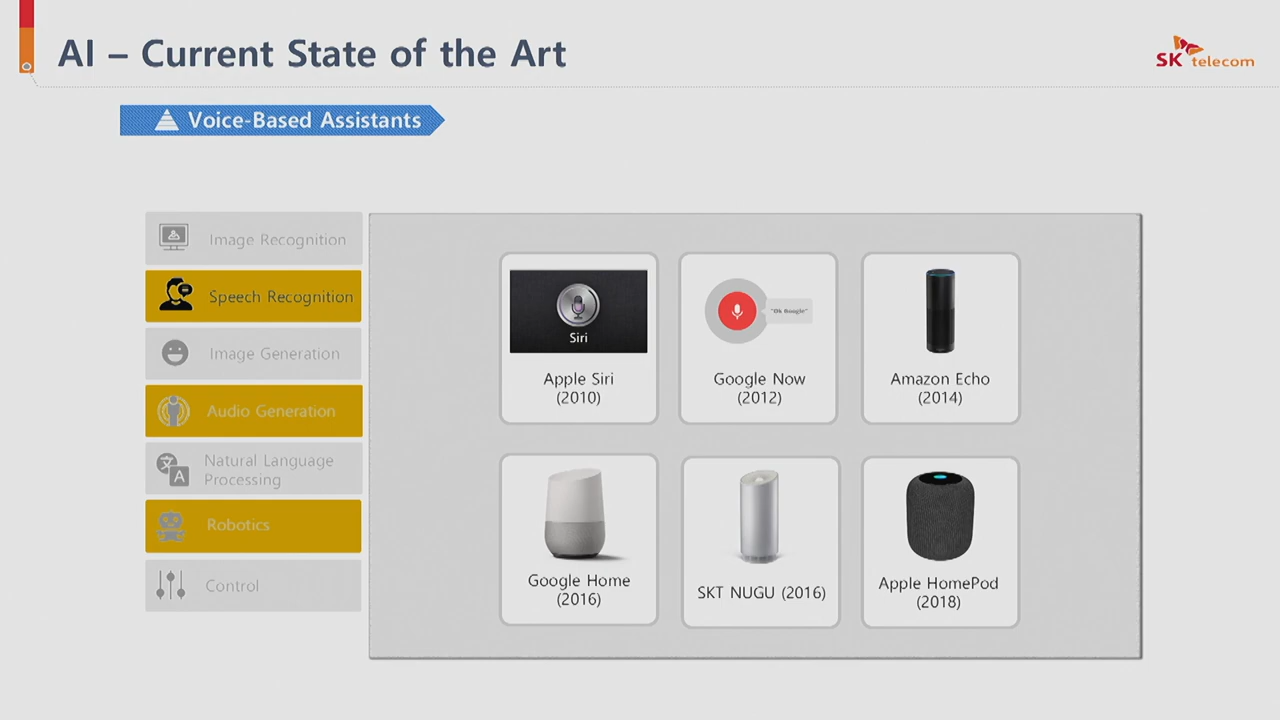 AI – Current State of the Art
SK telecom
Voice-Based Assistants
Image Recognition
Speech Recognition
Image Generation
Audio Generation
Natural Language
Processing
Robotics
Control
Siri
Apple Siri
(2010)
"Ok Google"
Google Now
(2012)
Amazon Echo
(2014)
Google Home
(2016)
SKT NUGU (2016)
Apple HomePod
(2018)